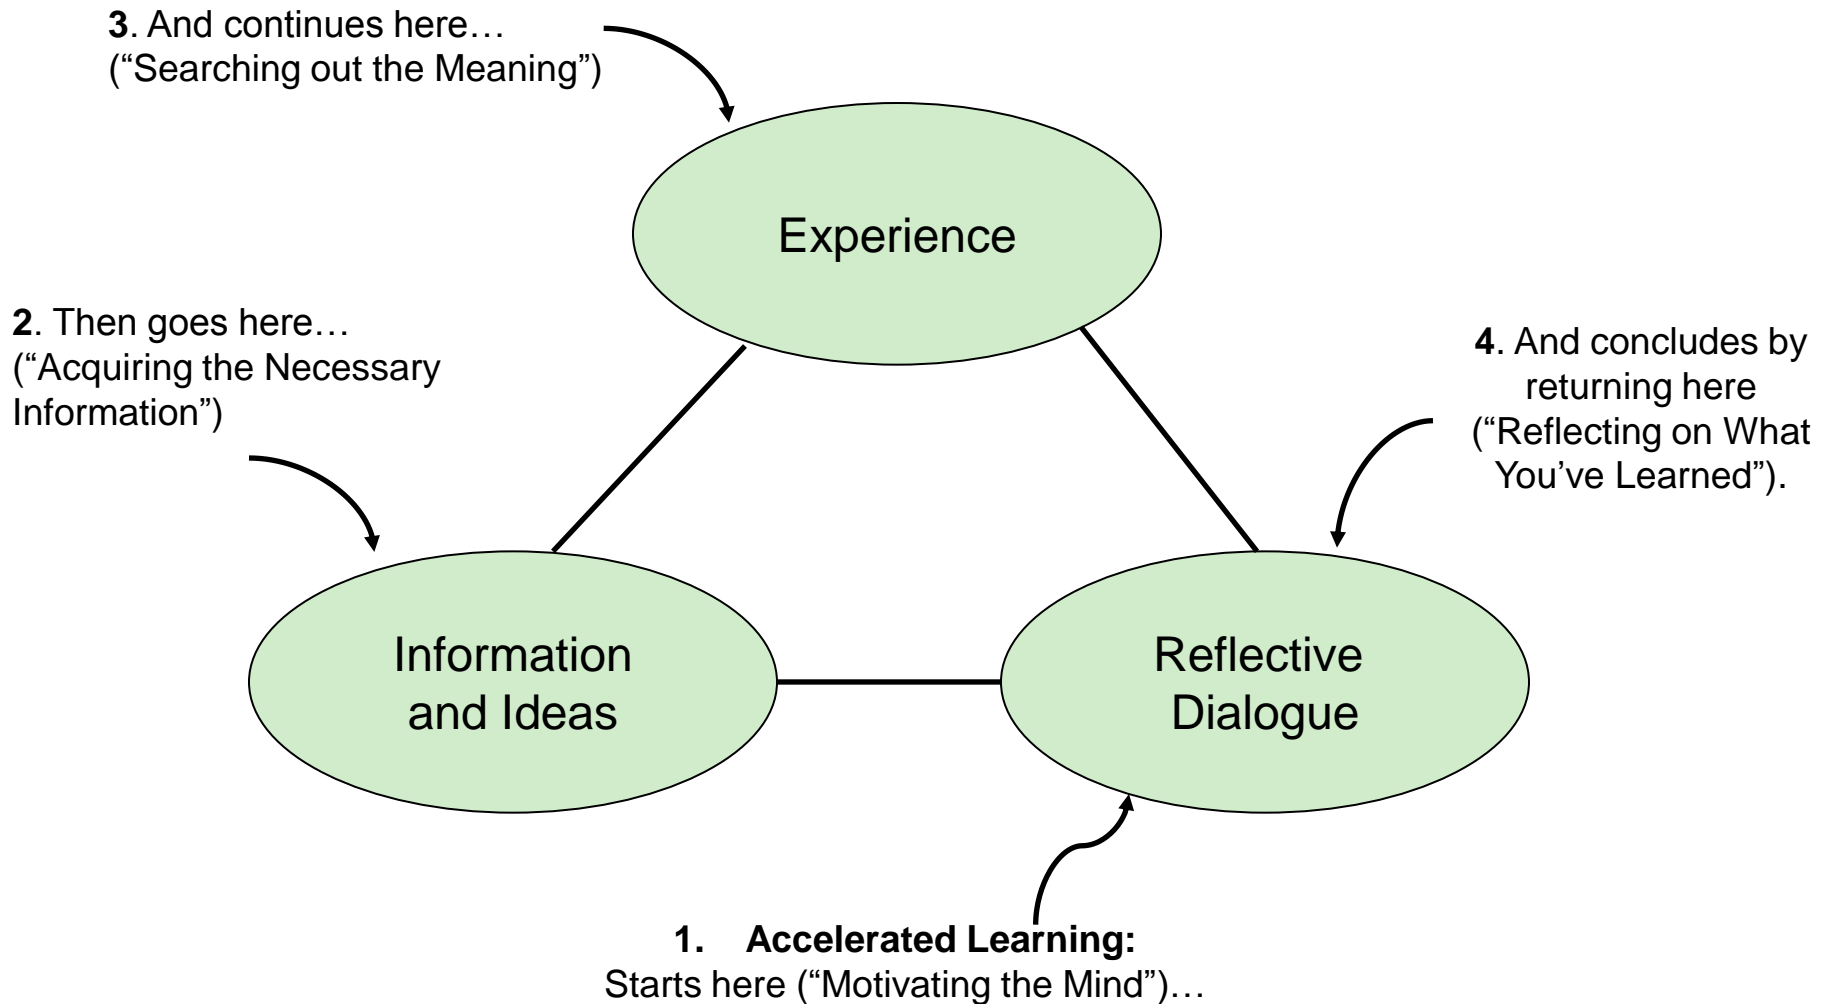 3. And continues here…
(“Searching out the Meaning”)
Experience
2. Then goes here…
(“Acquiring the Necessary
Information”)
4. And concludes by
returning here
(“Reflecting on What
You’ve Learned”).
Information
and Ideas
Reflective
Dialogue
1. Accelerated Learning:
Starts here (“Motivating the Mind”)…